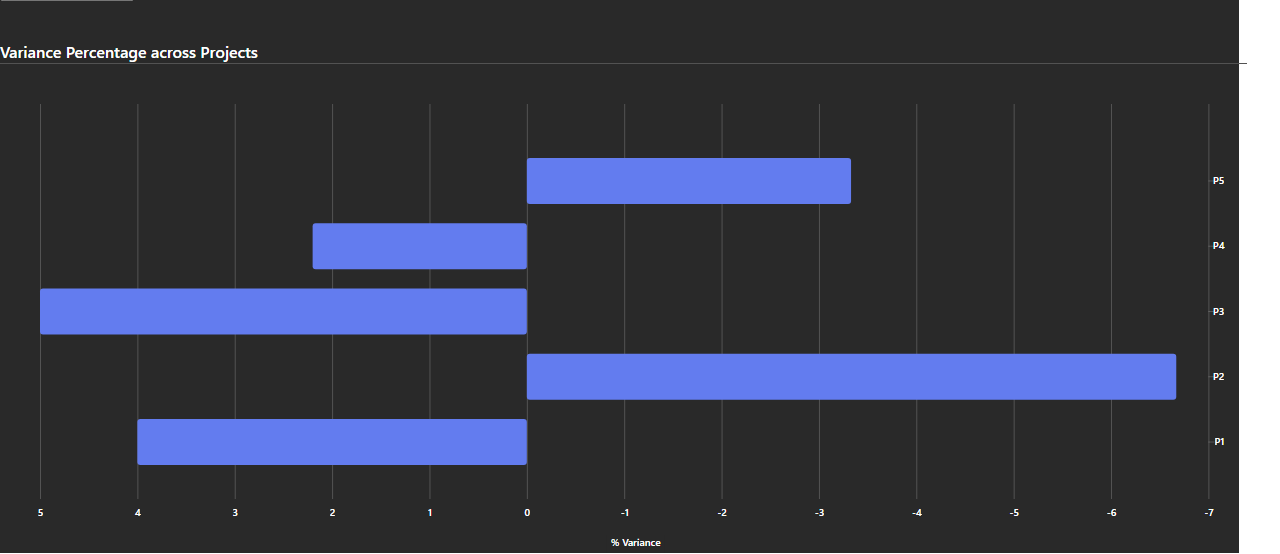 Variance Percentage across Projects
P5
P4
P3
P2
P1
5 4 3 2 1 0 -1 -2 -3 -4 -5 -6 -7
% Variance